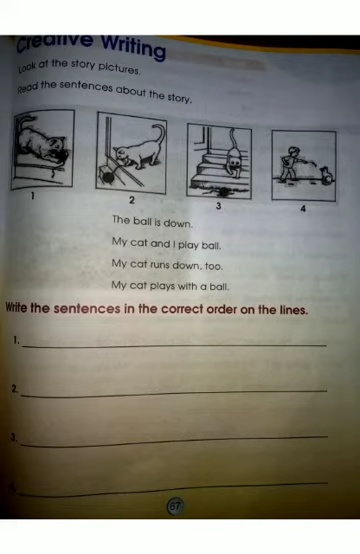 Creative Writing
Look at the story pictures.
Read the sentences about the story.
1
2
3
4
The ball is down.
My cat and I play ball.
My cat runs down, too.
My cat plays with a ball.
Write the sentences in the correct order on the lines.
1.
2.
3.
67